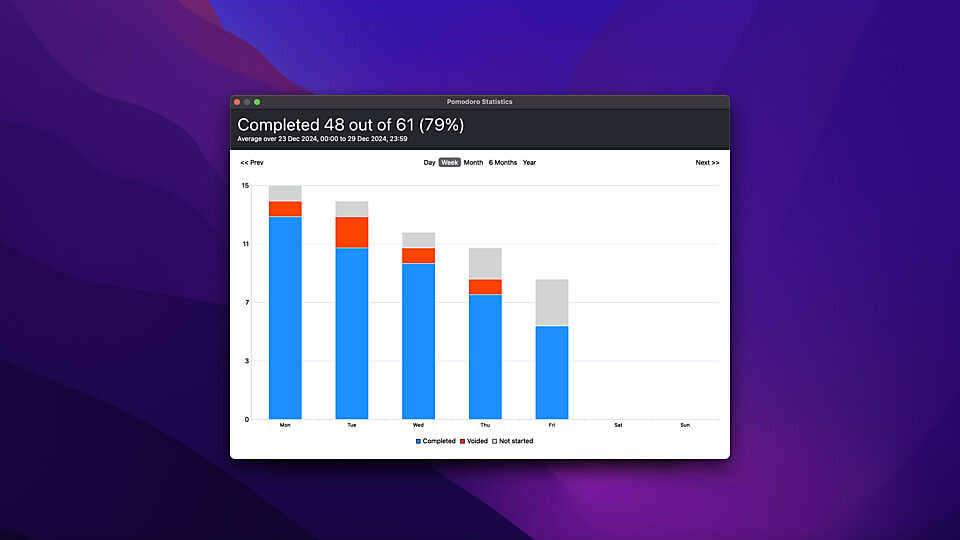 Pomodoro Statistics
Completed 48 out of 61 (79%)
Average over 23 Dec 2024, 00:00 to 29 Dec 2024, 23:59
<< Prev Day Week Month 6 Months Year Next >>
15
11
7
3
0
Mon Tue Wed Thu Fri Sat Sun
Completed Voided Not started